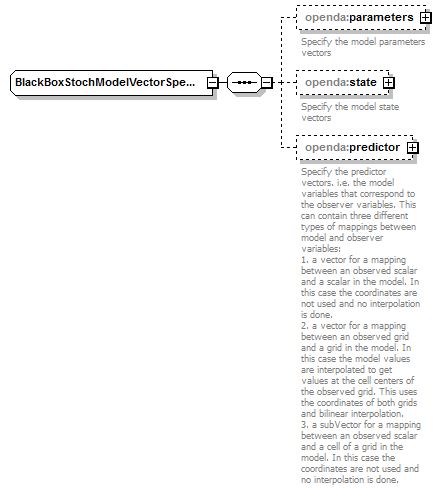 openda:parameters
Specify the model parameters
vectors
BlackBoxStochModelVectorSpe...
openda:state
Specify the model state
vectors
openda:predictor
Specify the predictor
vectors. i.e. the model
variables that correspond to
the observer variables. This
can contain three different
types of mappings between
model and observer
variables:
1. a vector for a mapping
between an observed scalar
and a scalar in the model. In
this case the coordinates are
not used and no interpolation
is done.
2. a vector for a mapping
between an observed grid
and a grid in the model. In
this case the model values
are interpolated to get
values at the cell centers of
the observed grid. This uses
the coordinates of both grids
and bilinear interpolation.
3. a subVector for a mapping
between an observed scalar
and a cell of a grid in the
model. In this case the
coordinates are not used and
no interpolation is done.